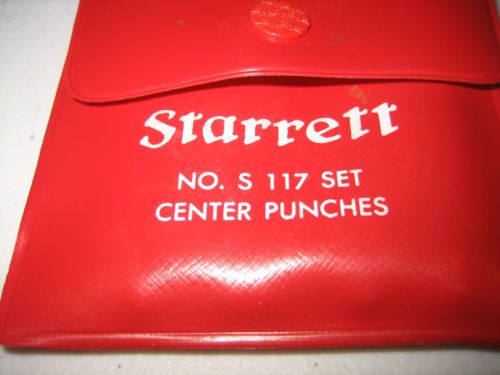 Starrett
NO. S 117 SET
CENTER PUNCHES